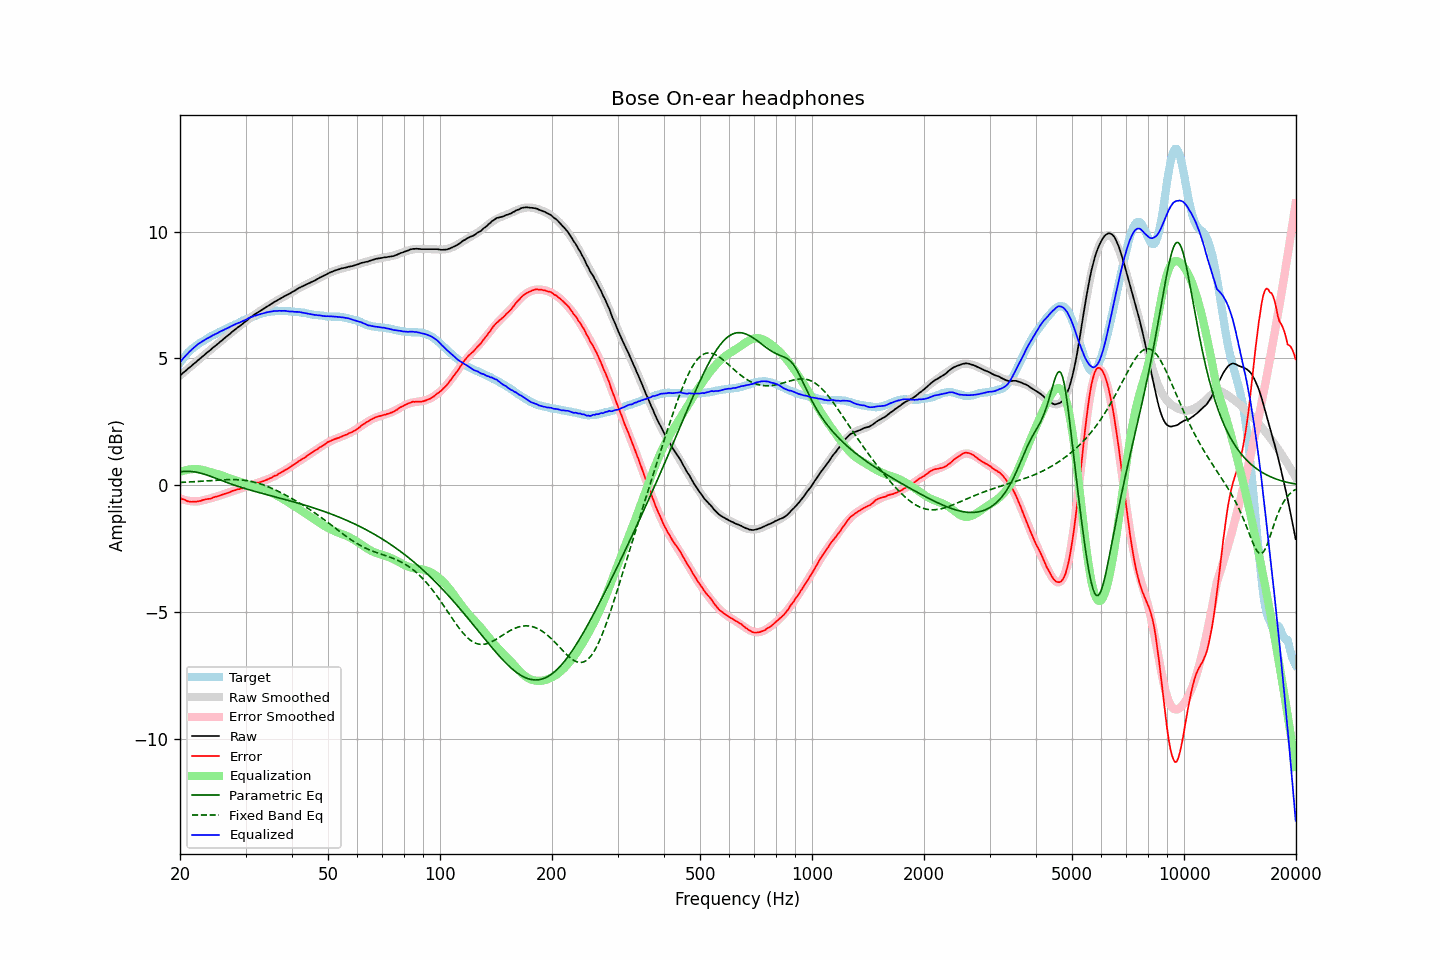 Bose On-ear headphones
Amplitude (dBr)
10
5
0
−5
−10
Target
Raw Smoothed
Error Smoothed
Raw
Error
Equalization
Parametric Eq
Fixed Band Eq
Equalized
20 50 100 200 500 1000 2000 5000 10000 20000
Frequency (Hz)